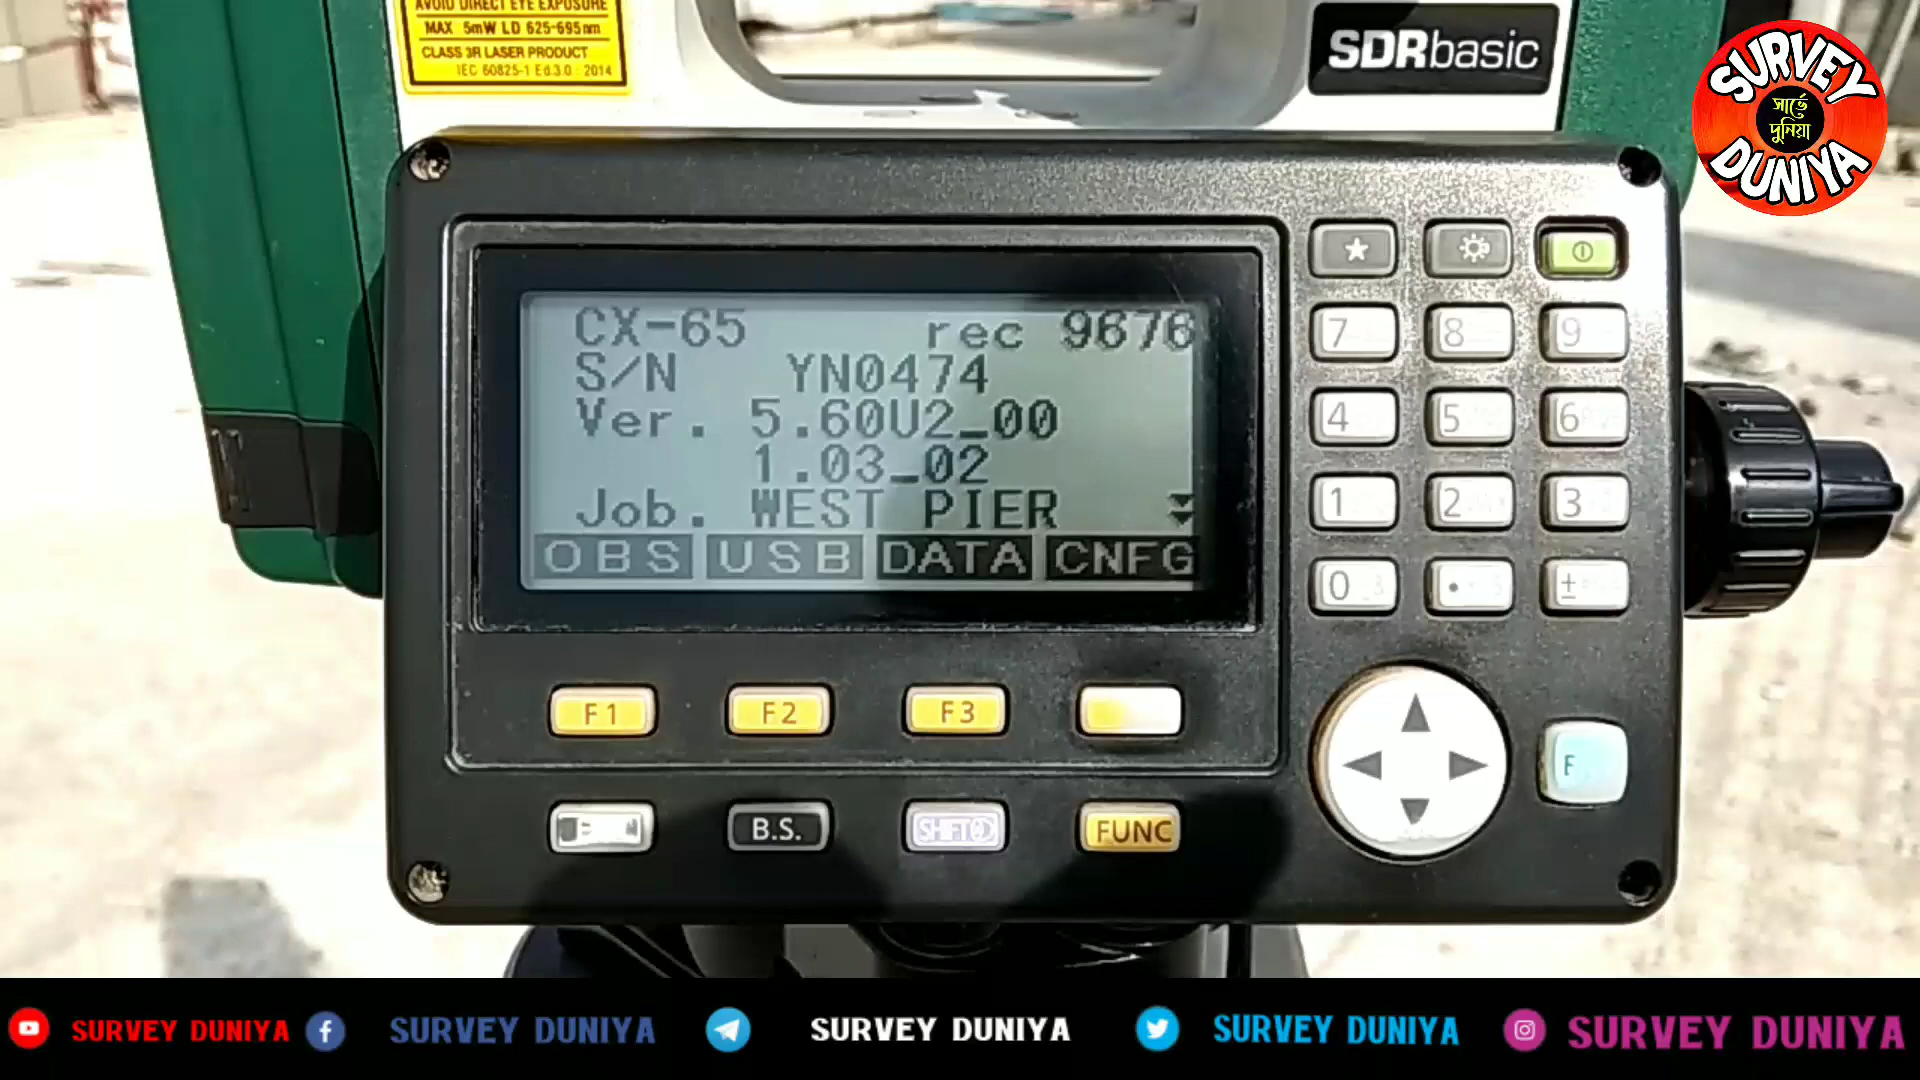 AVOID DIRECT EYE EXPOSURE
MAX 5mW LD 625-695nm
CLASS 3R LASER PRODUCT
IEC 60825-1 Ed.3.0 : 2014
SDRbasic
SURVEY
সার্ভে
দুনিয়া
DUNIYA
CX-65 rec 9676
S/N YN0474
Ver. 5.60U2_00
1.03_02
Job. WEST PIER
OBS USB DATA CNFG
7 8 9
4 5 6
1 2 3
0 . ±
F1 F2 F3
F
B.S. SHIFT FUNC
SURVEY DUNIYA SURVEY DUNIYA SURVEY DUNIYA SURVEY DUNIYA SURVEY DUNIYA